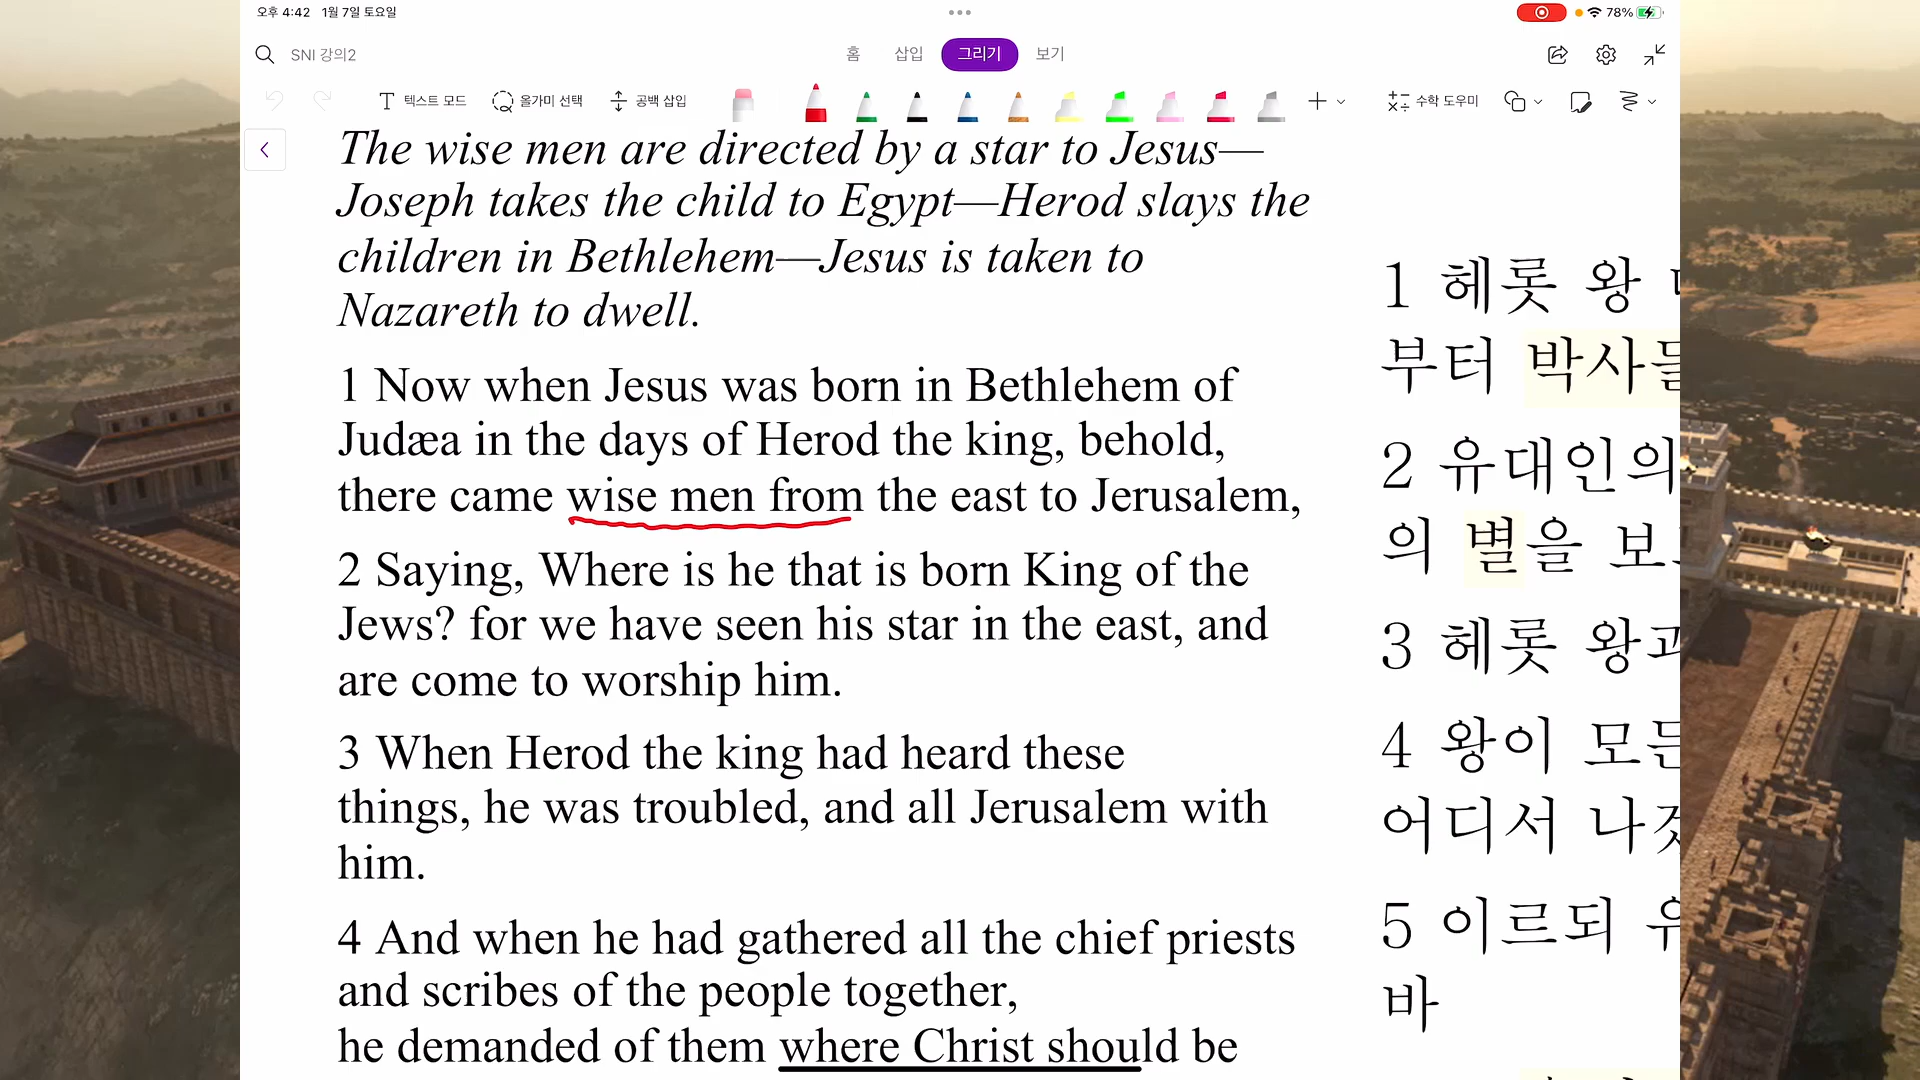 오후 4:42 1월 7일 토요일
78%
SNI 강의2
홈 삽입 그리기 보기
텍스트 모드 올가미 선택 공백 삽입 수학 도우미
The wise men are directed by a star to Jesus—
Joseph takes the child to Egypt—Herod slays the
children in Bethlehem—Jesus is taken to
Nazareth to dwell.
1 Now when Jesus was born in Bethlehem of
Judæa in the days of Herod the king, behold,
there came wise men from the east to Jerusalem,
2 Saying, Where is he that is born King of the
Jews? for we have seen his star in the east, and
are come to worship him.
3 When Herod the king had heard these
things, he was troubled, and all Jerusalem with
him.
4 And when he had gathered all the chief priests
and scribes of the people together,
he demanded of them where Christ should be
1 헤롯 왕
부터 박사들
2 유대인의
의 별을 보
3 헤롯 왕과
4 왕이 모든
어디서 나
5 이르되 유
바